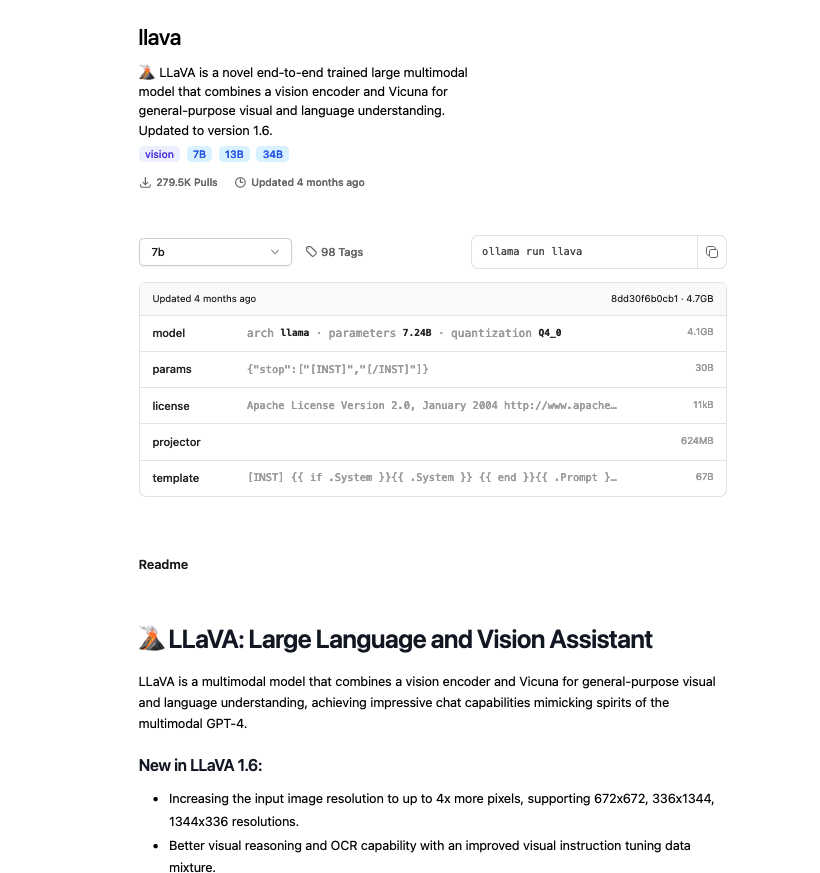 llava
🌋 LLaVA is a novel end-to-end trained large multimodal
model that combines a vision encoder and Vicuna for
general-purpose visual and language understanding.
Updated to version 1.6.
vision 7B 13B 34B
279.5K Pulls Updated 4 months ago
7b 98 Tags ollama run llava
Updated 4 months ago 8dd30f6b0cb1 · 4.7GB
model arch llama · parameters 7.24B · quantization Q4_0 4.1GB
params {"stop":["[INST]","[/INST]"]} 30B
license Apache License Version 2.0, January 2004 http://www.apache… 11kB
projector 624MB
template [INST] {{ if .System }}{{ .System }} {{ end }}{{ .Prompt }… 67B
Readme
🌋 LLaVA: Large Language and Vision Assistant
LLaVA is a multimodal model that combines a vision encoder and Vicuna for general-purpose visual
and language understanding, achieving impressive chat capabilities mimicking spirits of the
multimodal GPT-4.
New in LLaVA 1.6:
• Increasing the input image resolution to up to 4x more pixels, supporting 672x672, 336x1344,
1344x336 resolutions.
• Better visual reasoning and OCR capability with an improved visual instruction tuning data
mixture.